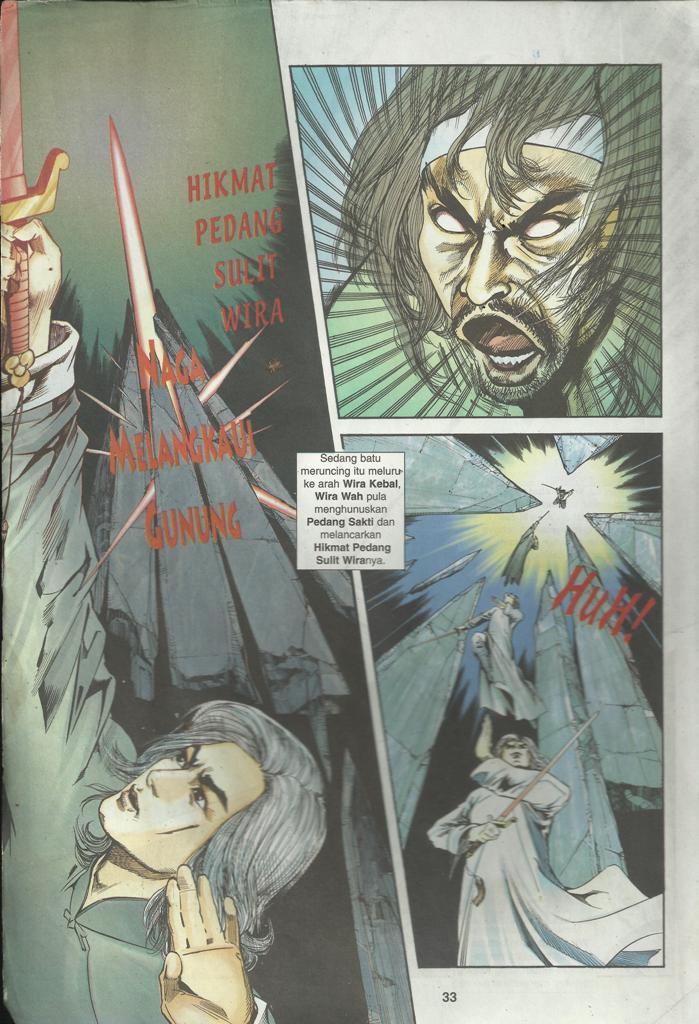 HIKMAT
PEDANG
SULIT
WIRA
NAGA
MELANGKAUI
GUNUNG
Sedang batu
meruncing itu meluru
ke arah Wira Kebal,
Wira Wah pula
menghunuskan
Pedang Sakti dan
melancarkan
Hikmat Pedang
Sulit Wiranya.
HUH!
33